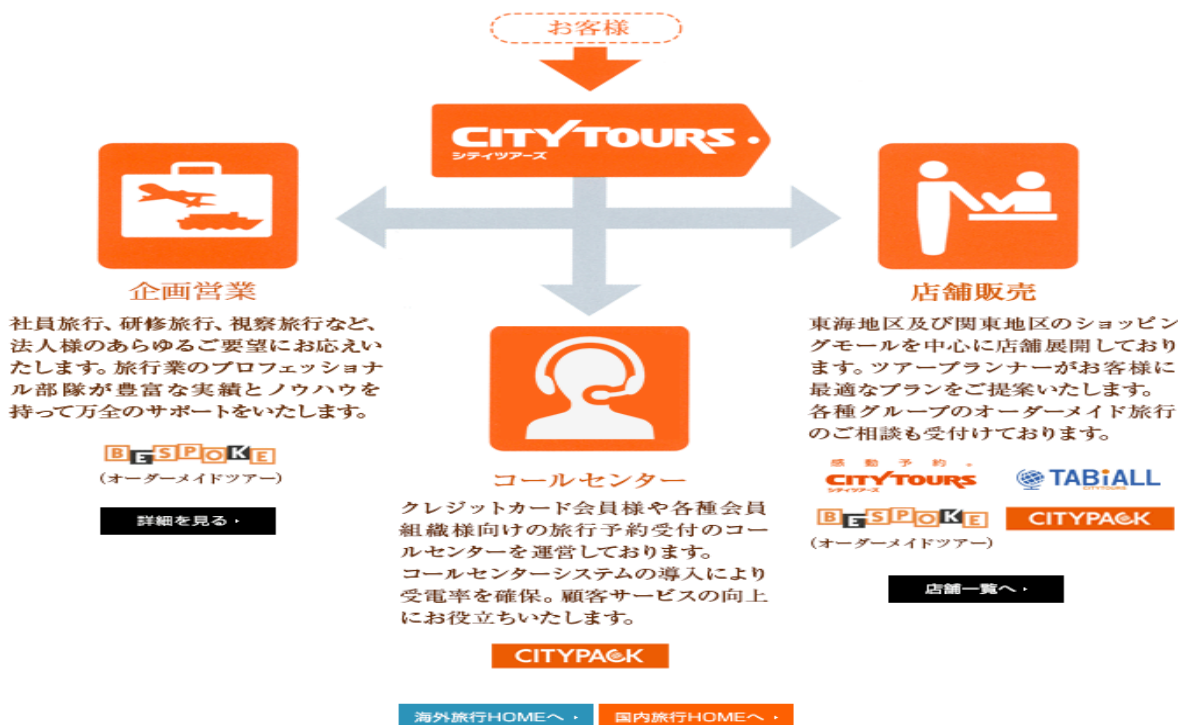 お客様
CITYTOURS
シティツアーズ
企画営業
社員旅行、研修旅行、視察旅行など、
法人様のあらゆるご要望にお応えい
たします。旅行業のプロフェッショナ
ル部隊が豊富な実績とノウハウを
持って万全のサポートをいたします。
BESPOKE
(オーダーメイドツアー)
詳細を見る
コールセンター
クレジットカード会員様や各種会員
組織様向けの旅行予約受付のコー
ルセンターを運営しております。
コールセンターシステムの導入により
受電率を確保。顧客サービスの向上
にお役立ちいたします。
CITYPACK
店舗販売
東海地区及び関東地区のショッピン
グモールを中心に店舗展開しており
ます。ツアープランナーがお客様に
最適なプランをご提案いたします。
各種グループのオーダーメイド旅行
のご相談も受付けております。
感動予約。
CITYTOURS
シティツアーズ
TABiALL
CITYTOURS
BESPOKE
(オーダーメイドツアー)
CITYPACK
店舗一覧へ
海外旅行HOMEへ
国内旅行HOMEへ